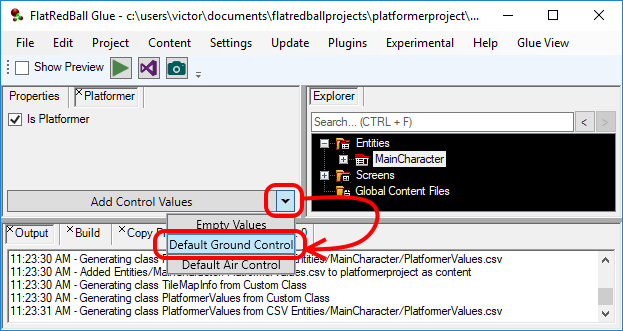 FlatRedBall Glue - c:\users\victor\documents\flatredballprojects\platformerproject\...
File Project Content Settings Update Plugins Experimental Help Glue View
Show Preview
Properties Platformer
Is Platformer
Add Control Values
Empty Values
Default Ground Control
Default Air Control
Explorer
Search... (CTRL + F)
Entities
MainCharacter
Screens
Global Content Files
Output Build Copy
11:23:30 AM - Generating class Entities/MainCharacter/PlatformerValues.csv
11:23:30 AM - Added Entities/MainCharacter/PlatformerValues.csv to platformerproject as content
11:23:30 AM - Generating class TileMapInfo from Custom Class
11:23:30 AM - Generating class PlatformerValues from Custom Class
11:23:31 AM - Generating class PlatformerValues from CSV Entities/MainCharacter/PlatformerValues.csv